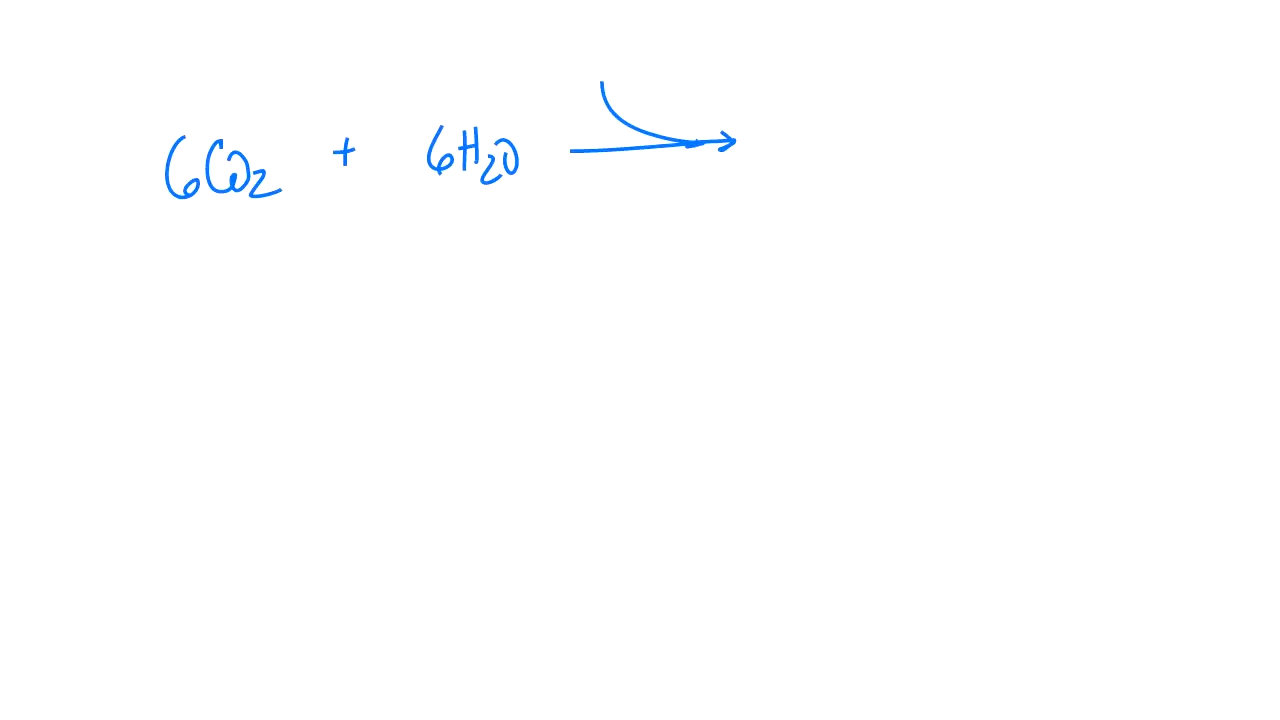 6CO₂ + 6H₂O →